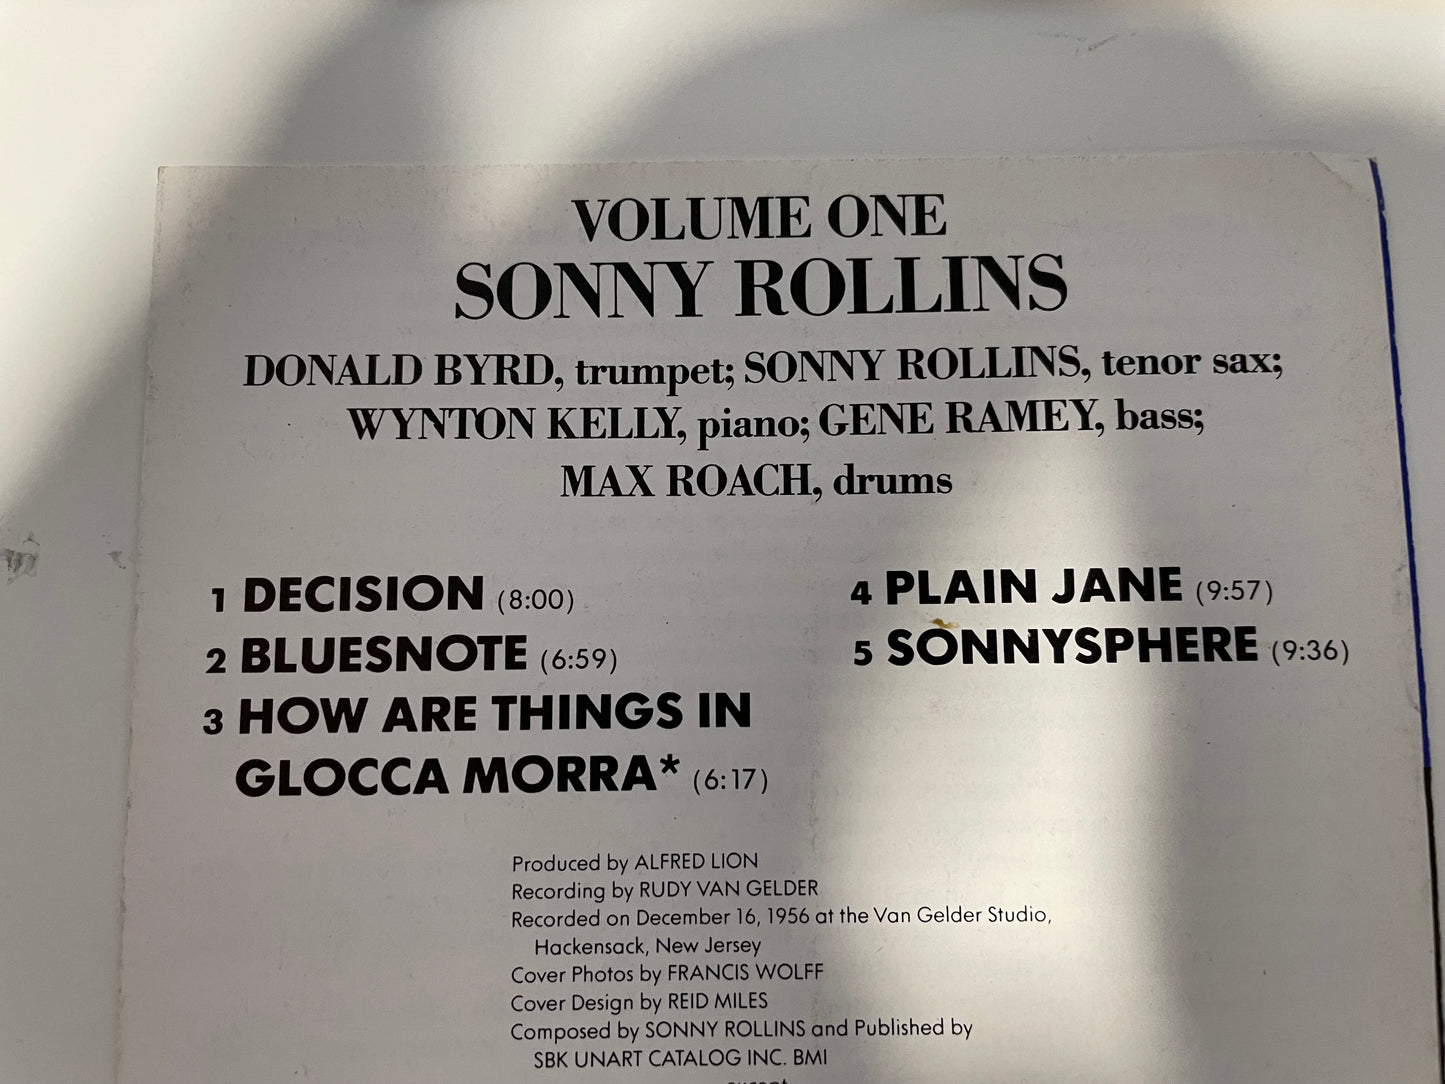 VOLUME ONE
SONNY ROLLINS
DONALD BYRD, trumpet; SONNY ROLLINS, tenor sax;
WYNTON KELLY, piano; GENE RAMEY, bass;
MAX ROACH, drums
1 DECISION (8:00)
2 BLUESNOTE (6:59)
3 HOW ARE THINGS IN
GLOCCA MORRA* (6:17)
4 PLAIN JANE (9:57)
5 SONNYSPHERE (9:36)
Produced by ALFRED LION
Recording by RUDY VAN GELDER
Recorded on December 16, 1956 at the Van Gelder Studio,
Hackensack, New Jersey
Cover Photos by FRANCIS WOLFF
Cover Design by REID MILES
Composed by SONNY ROLLINS and Published by
SBK UNART CATALOG INC. BMI
except